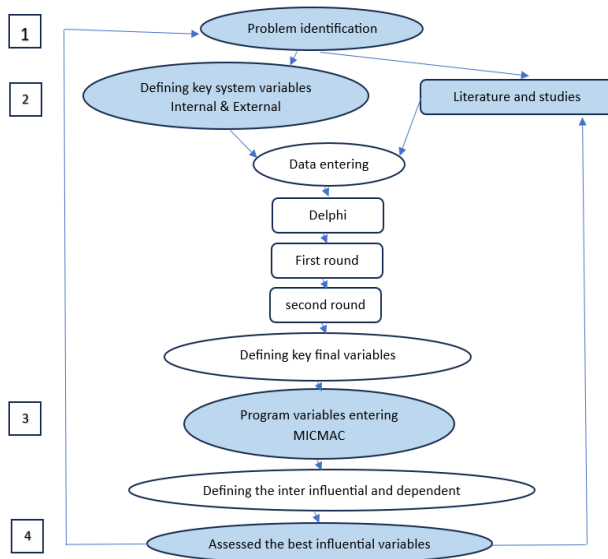 1
Problem identification
2
Defining key system variables
Internal & External
Literature and studies
Data entering
Delphi
First round
second round
Defining key final variables
3
Program variables entering
MICMAC
Defining the inter influential and dependent
4
Assessed the best influential variables